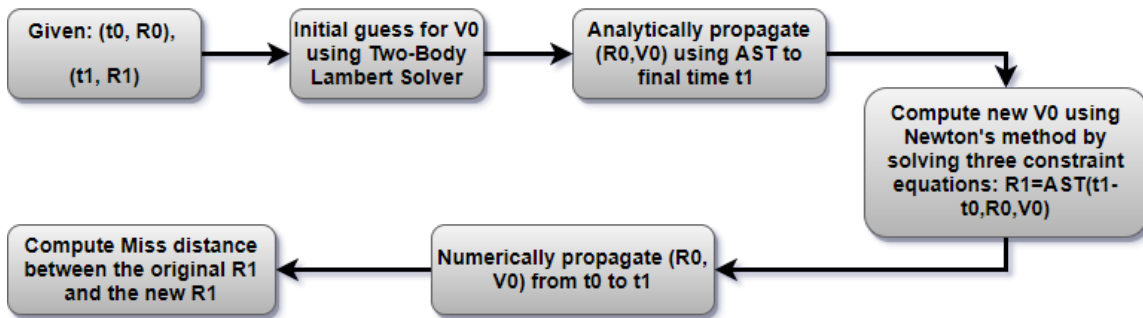 Given: (t0, R0),
(t1, R1)
Initial guess for V0
using Two-Body
Lambert Solver
Analytically propagate
(R0,V0) using AST to
final time t1
Compute new V0 using
Newton's method by
solving three constraint
equations: R1=AST(t1-
t0,R0,V0)
Numerically propagate (R0,
V0) from t0 to t1
Compute Miss distance
between the original R1
and the new R1